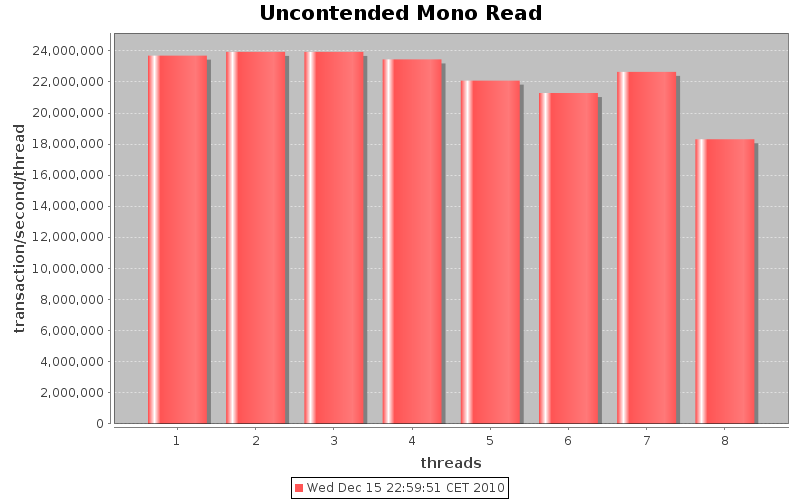 Uncontended Mono Read
transaction/second/thread
24,000,000
22,000,000
20,000,000
18,000,000
16,000,000
14,000,000
12,000,000
10,000,000
8,000,000
6,000,000
4,000,000
2,000,000
0
1 2 3 4 5 6 7 8
threads
Wed Dec 15 22:59:51 CET 2010